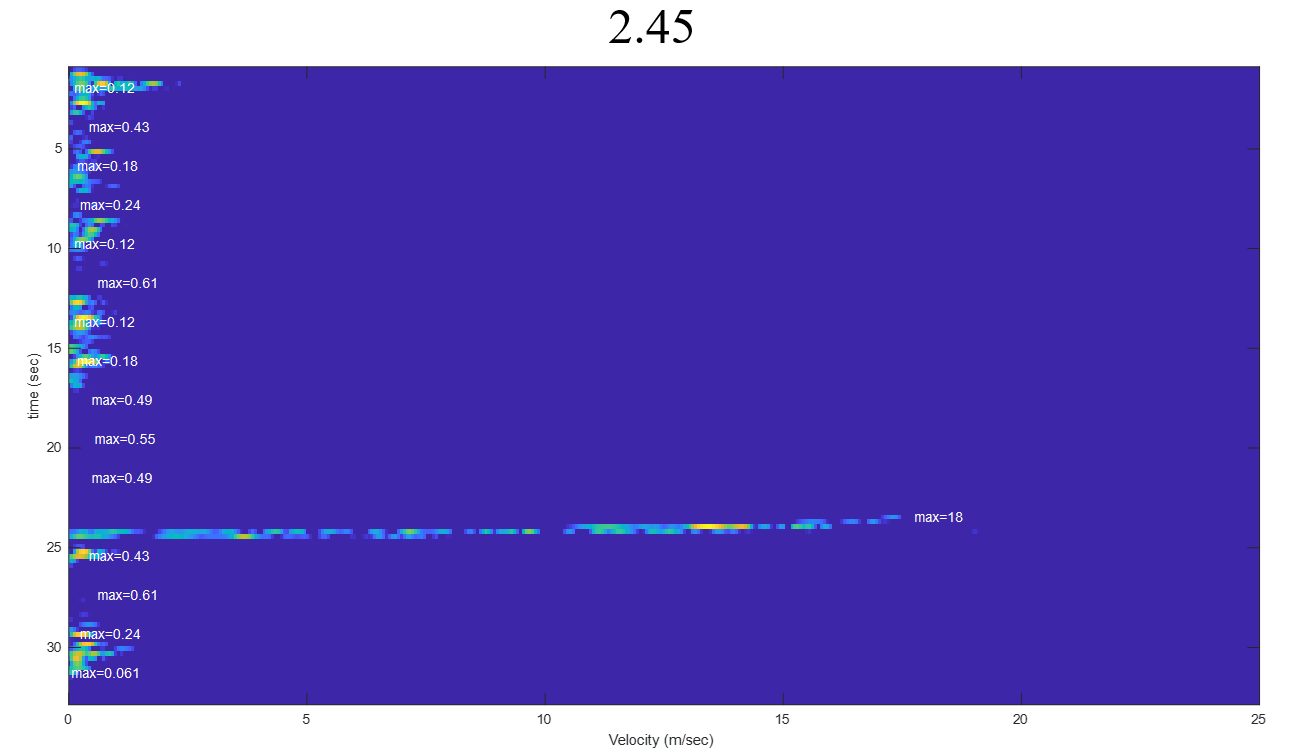 2.45
max=0.12
max=0.43
5
max=0.18
max=0.24
10
max=0.12
max=0.61
max=0.12
15
max=0.18
time (sec)
max=0.49
20
max=0.55
max=0.49
max=18
25
max=0.43
max=0.61
max=0.24
30
max=0.061
0 5 10 15 20 25
Velocity (m/sec)